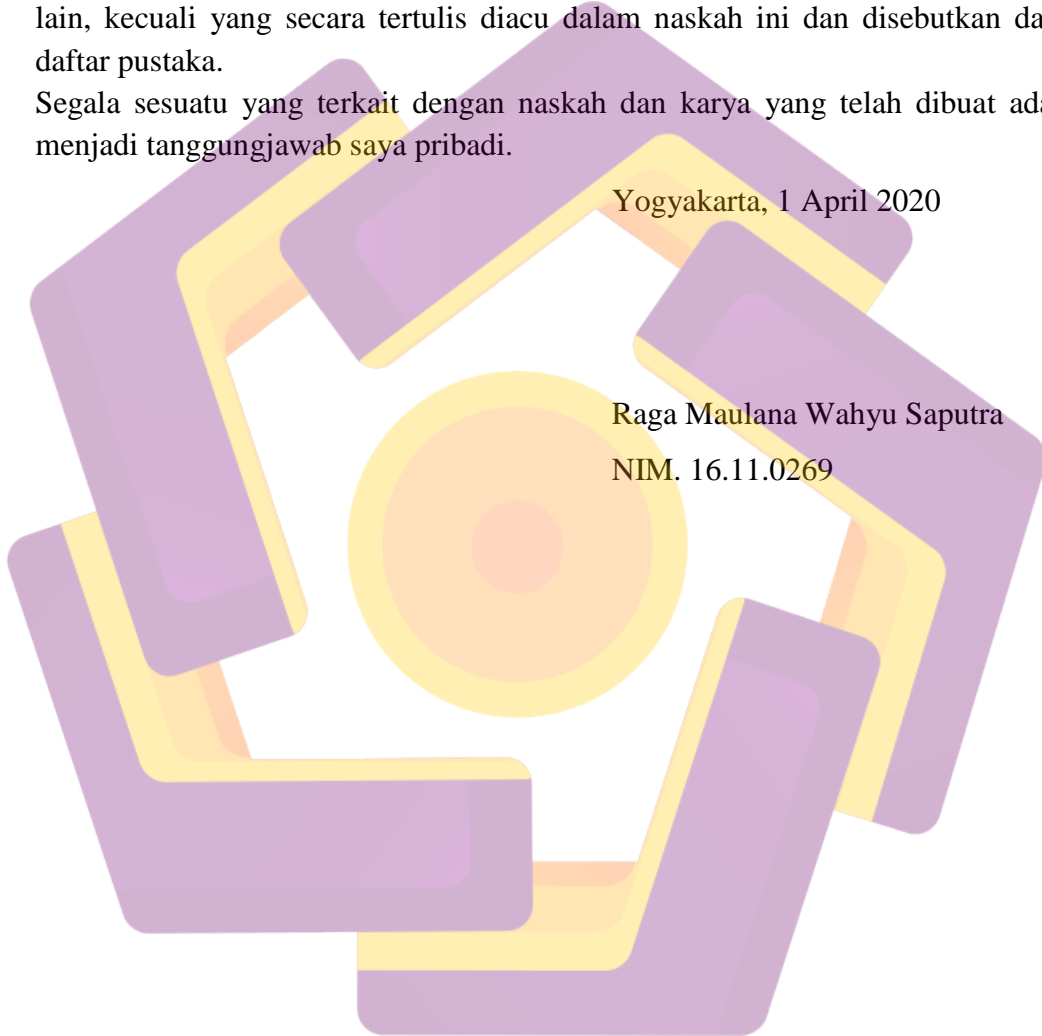 lain, kecuali yang secara tertulis diacu dalam naskah ini dan disebutkan da
daftar pustaka.
Segala sesuatu yang terkait dengan naskah dan karya yang telah dibuat ada
menjadi tanggungjawab saya pribadi.
Yogyakarta, 1 April 2020
Raga Maulana Wahyu Saputra
NIM. 16.11.0269